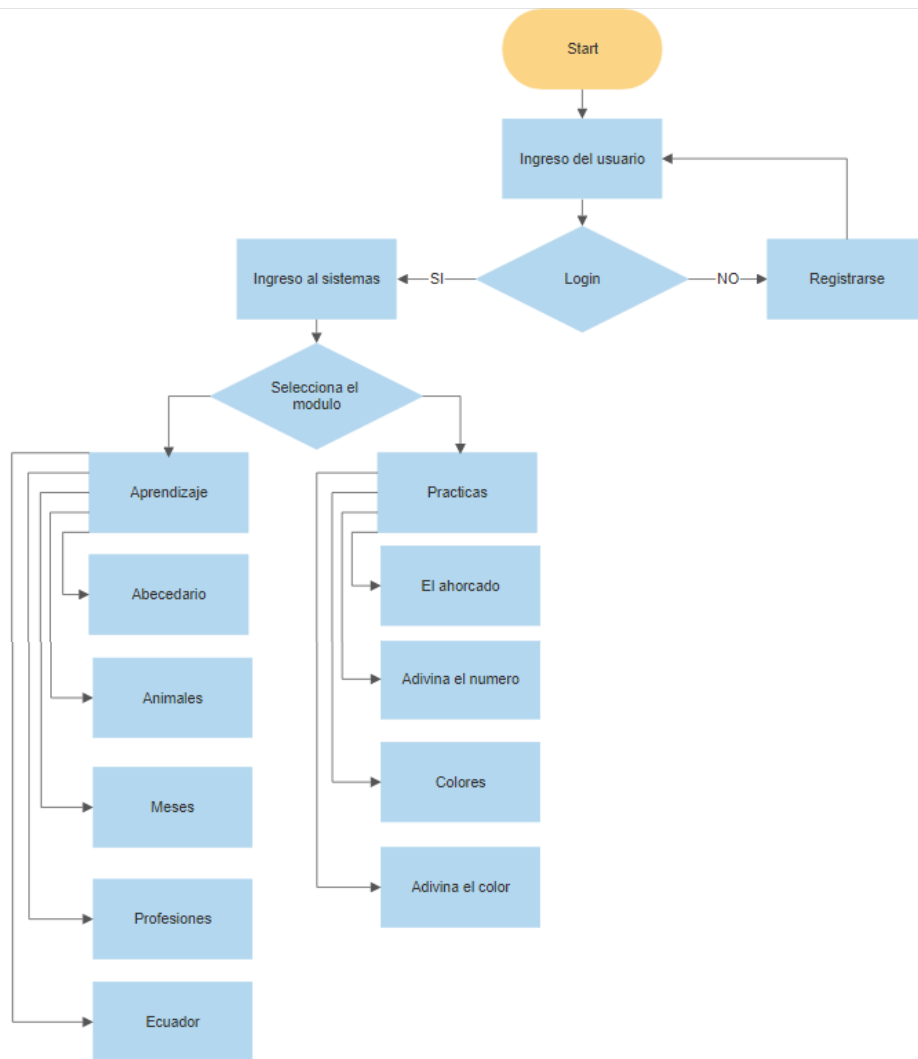 Start
Ingreso del usuario
Ingreso al sistemas
SI
Login
NO
Registrarse
Selecciona el
modulo
Aprendizaje
Practicas
Abecedario
El ahorcado
Animales
Adivina el numero
Meses
Colores
Profesiones
Adivina el color
Ecuador